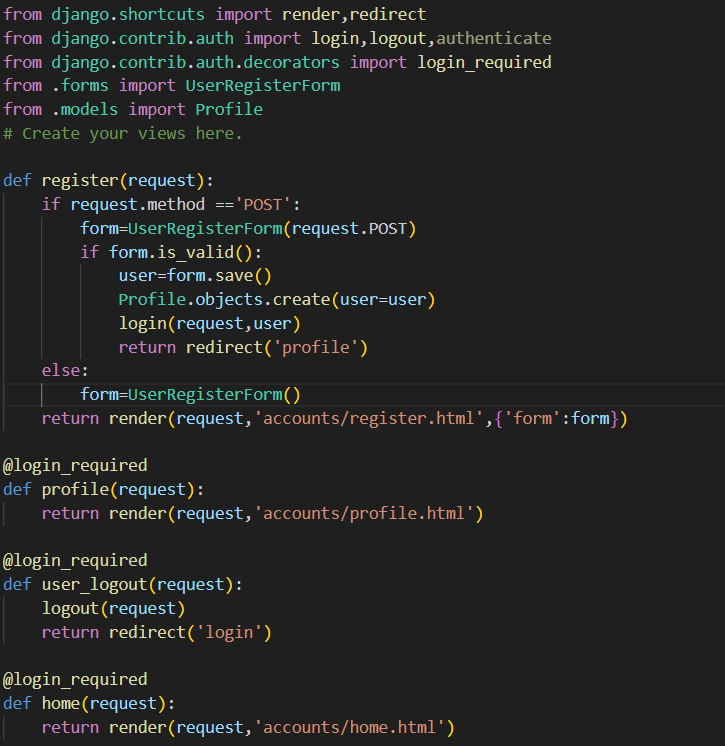 from django.shortcuts import render,redirect
from django.contrib.auth import login,logout,authenticate
from django.contrib.auth.decorators import login_required
from .forms import UserRegisterForm
from .models import Profile
# Create your views here.

def register(request):
    if request.method =='POST':
        form=UserRegisterForm(request.POST)
        if form.is_valid():
            user=form.save()
            Profile.objects.create(user=user)
            login(request,user)
            return redirect('profile')
    else:
        form=UserRegisterForm()
    return render(request,'accounts/register.html',{'form':form})

@login_required
def profile(request):
    return render(request,'accounts/profile.html')

@login_required
def user_logout(request):
    logout(request)
    return redirect('login')

@login_required
def home(request):
    return render(request,'accounts/home.html')